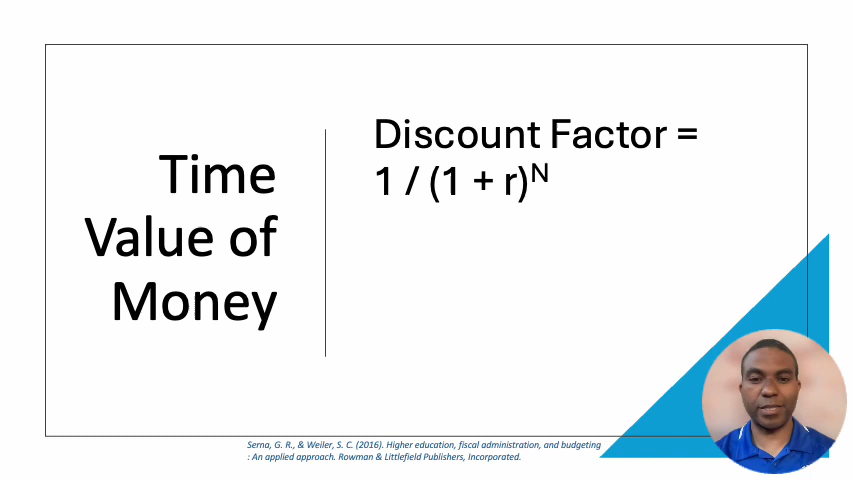 Time
Value of
Money
Discount Factor =
1 / (1 + r)ᴺ
Serna, G. R., & Weiler, S. C. (2016). Higher education, fiscal administration, and budgeting
: An applied approach. Rowman & Littlefield Publishers, Incorporated.